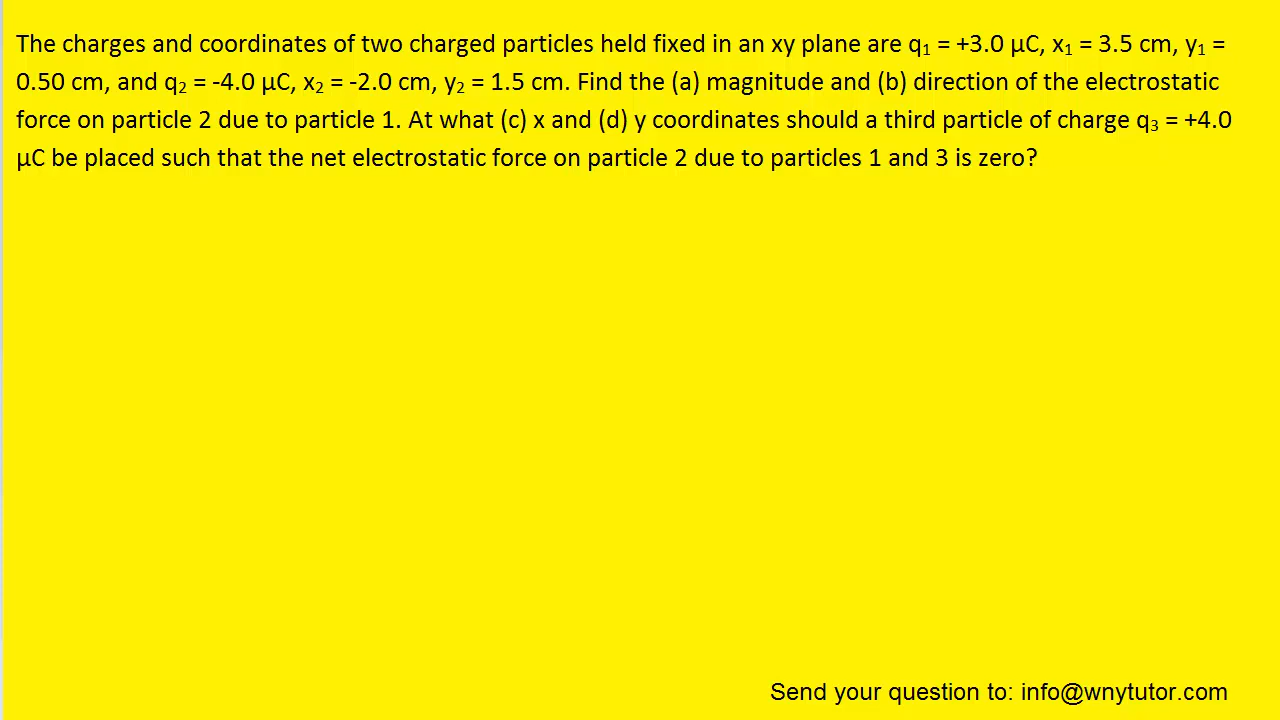 The charges and coordinates of two charged particles held fixed in an xy plane are q₁ = +3.0 µC, x₁ = 3.5 cm, y₁ =
0.50 cm, and q₂ = -4.0 µC, x₂ = -2.0 cm, y₂ = 1.5 cm. Find the (a) magnitude and (b) direction of the electrostatic
force on particle 2 due to particle 1. At what (c) x and (d) y coordinates should a third particle of charge q₃ = +4.0
µC be placed such that the net electrostatic force on particle 2 due to particles 1 and 3 is zero?
Send your question to: info@wnytutor.com